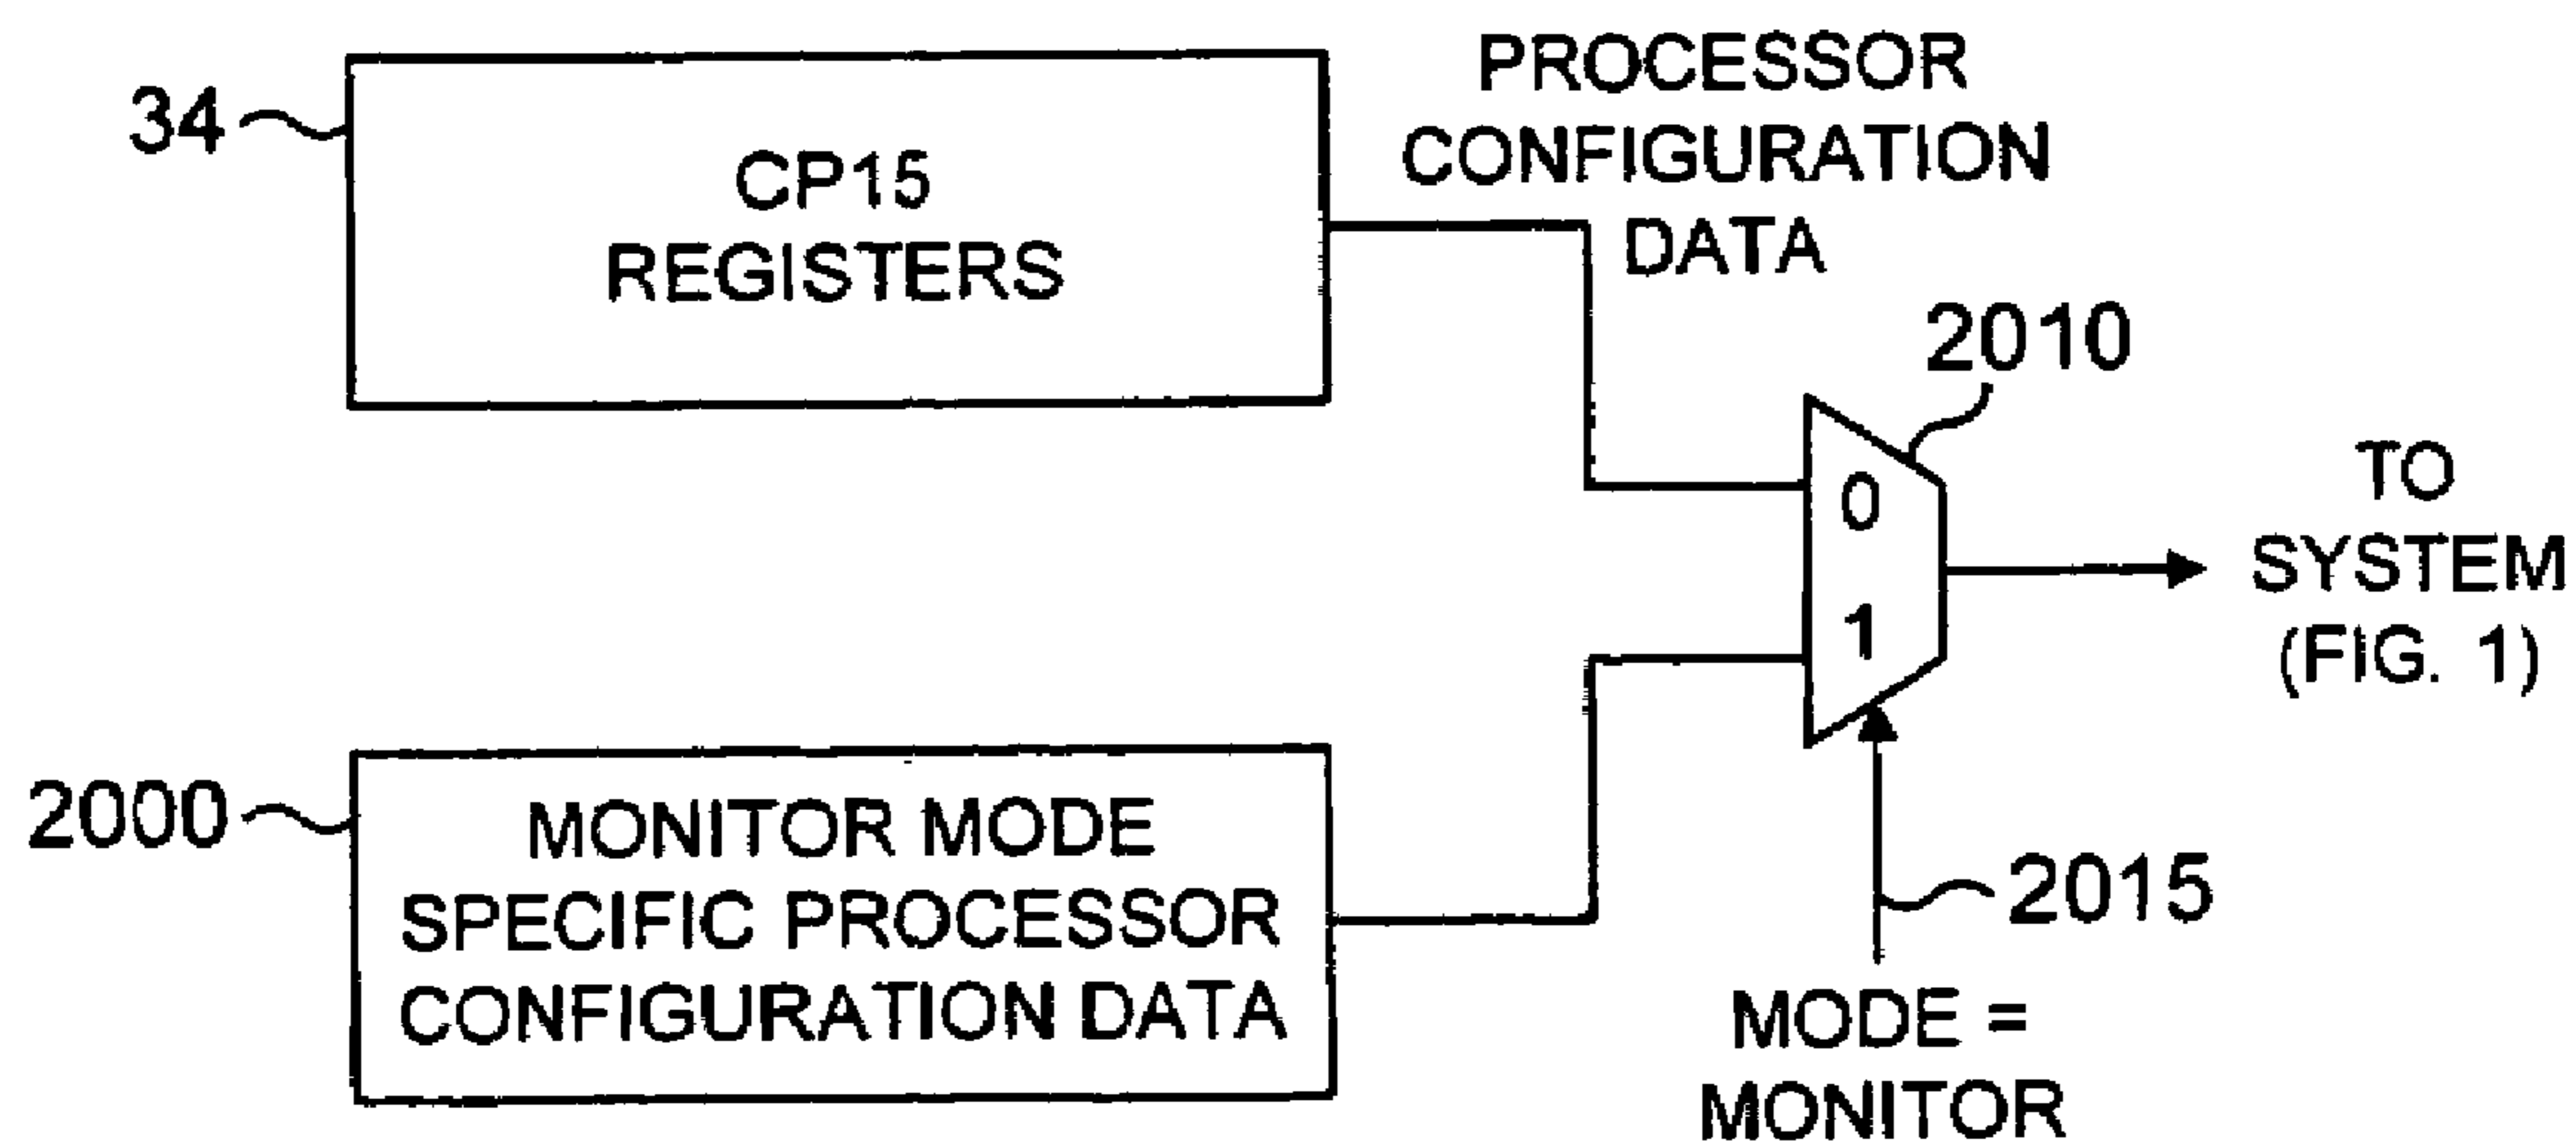 34
CP15
REGISTERS
PROCESSOR
CONFIGURATION
DATA
2010
0
1
TO
SYSTEM
(FIG. 1)
2000
MONITOR MODE
SPECIFIC PROCESSOR
CONFIGURATION DATA
2015
MODE =
MONITOR